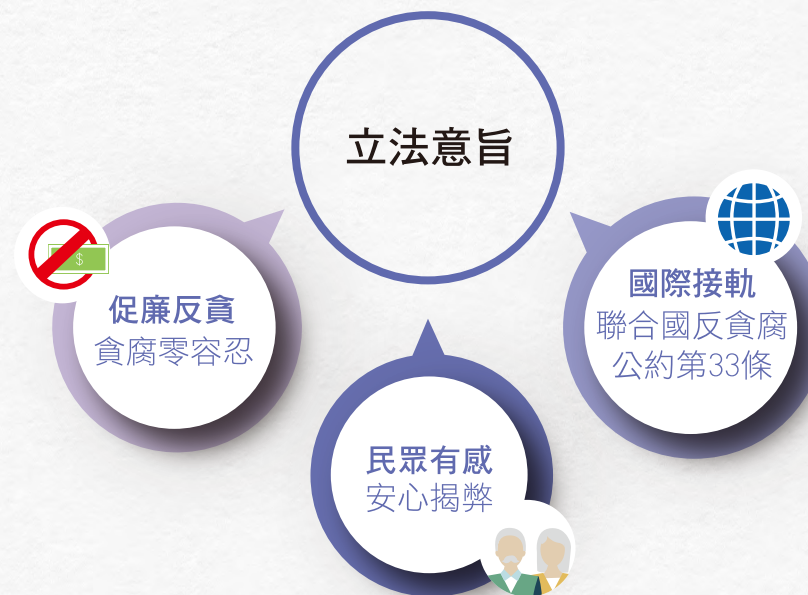 立法意旨
促廉反貪
貪腐零容忍
$
民眾有感
安心揭弊
國際接軌
聯合國反貪腐
公約第33條